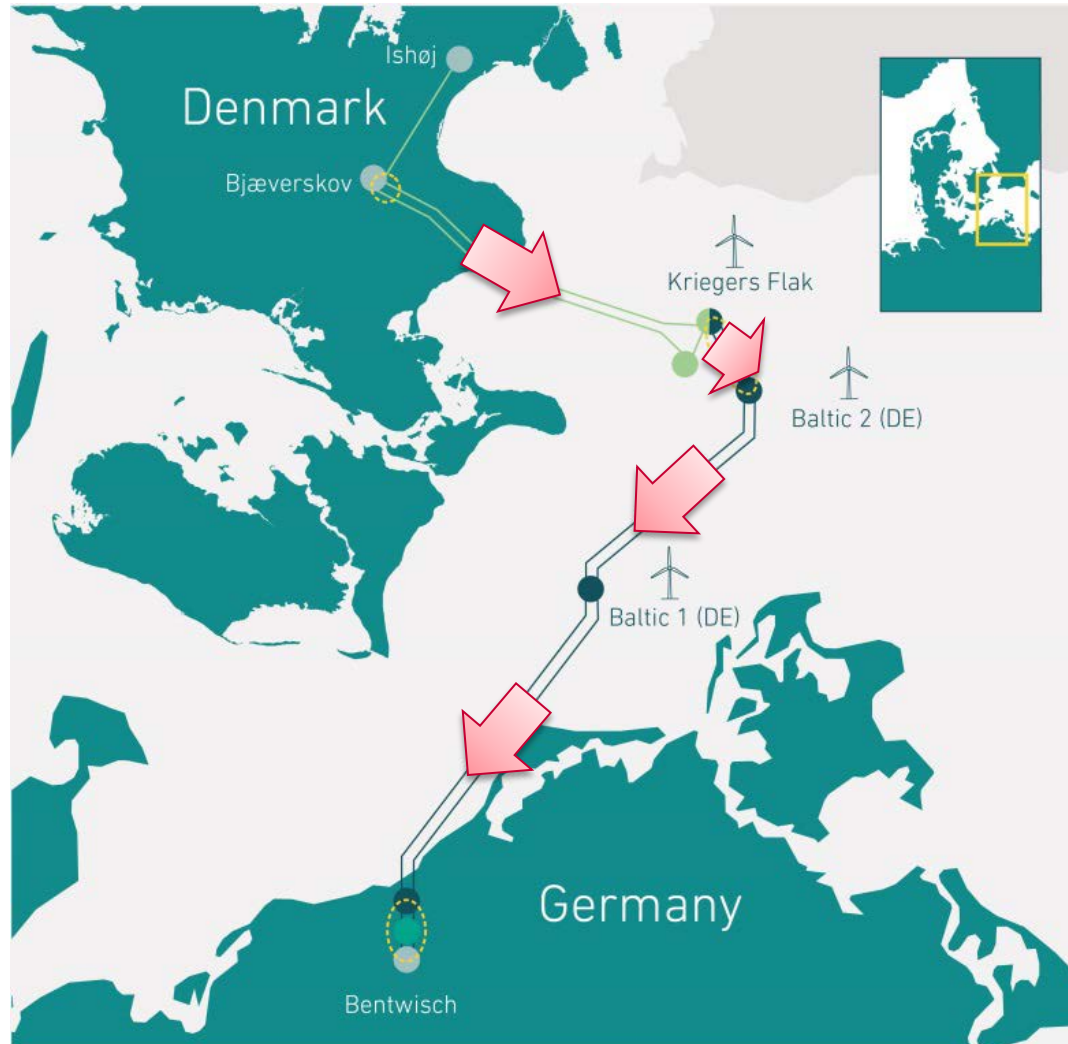 Ishøj
Denmark
Bjæverskov
Kriegers Flak
Baltic 2 (DE)
Baltic 1 (DE)
Germany
Bentwisch